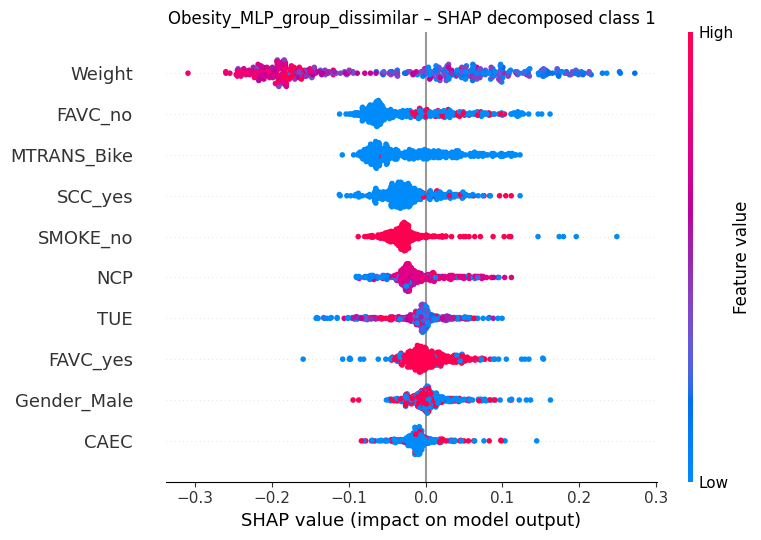 Obesity_MLP_group_dissimilar – SHAP decomposed class 1
High
Weight
FAVC_no
MTRANS_Bike
SCC_yes
SMOKE_no
NCP
TUE
FAVC_yes
Gender_Male
CAEC
Feature value
Low
−0.3 −0.2 −0.1 0.0 0.1 0.2 0.3
SHAP value (impact on model output)